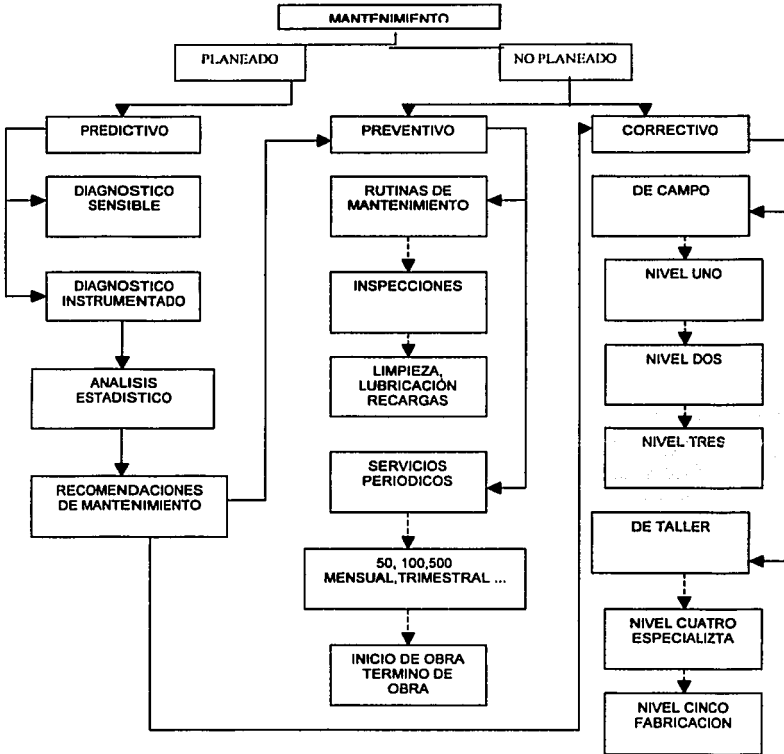 MANTENIMIENTO
PLANEADO
NO PLANEADO
PREDICTIVO
DIAGNOSTICO
SENSIBLE
DIAGNOSTICO
INSTRUMENTADO
ANALISIS
ESTADISTICO
RECOMENDACIONES
DE MANTENIMIENTO
PREVENTIVO
RUTINAS DE
MANTENIMIENTO
INSPECCIONES
LIMPIEZA,
LUBRICACIÓN
RECARGAS
SERVICIOS
PERIODICOS
50, 100,500
MENSUAL,TRIMESTRAL ...
INICIO DE OBRA
TERMINO DE
OBRA
CORRECTIVO
DE CAMPO
NIVEL UNO
NIVEL DOS
NIVEL TRES
DE TALLER
NIVEL CUATRO
ESPECIALIZTA
NIVEL CINCO
FABRICACION